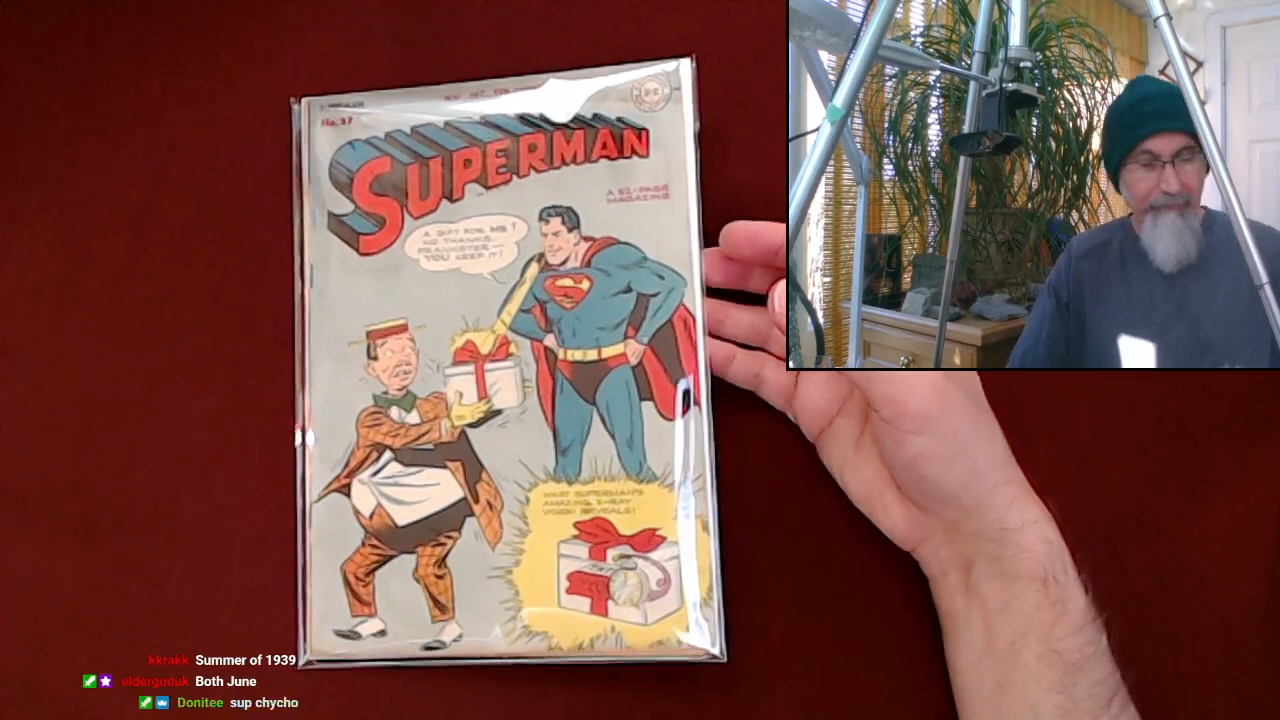 No. 37
SUPERMAN
A 52-PAGE
MAGAZINE
A GIFT FOR ME?
NO THANKS,
PRANKSTER—
YOU KEEP IT!
WHAT SUPERMAN'S
AMAZING X-RAY
VISION REVEALS!
kkrakk Summer of 1939
eldergoduk Both June
Donitee sup chycho